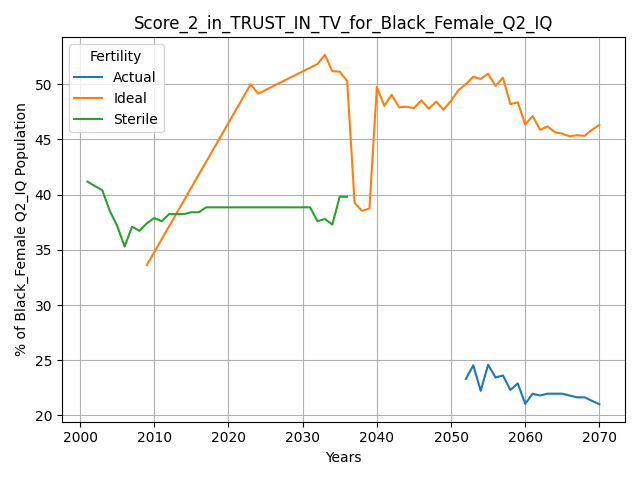 Score_2_in_TRUST_IN_TV_for_Black_Female_Q2_IQ
Fertility
Actual
Ideal
Sterile
% of Black_Female Q2_IQ Population
50
45
40
35
30
25
20
2000
2010
2020
2030
2040
2050
2060
2070
Years